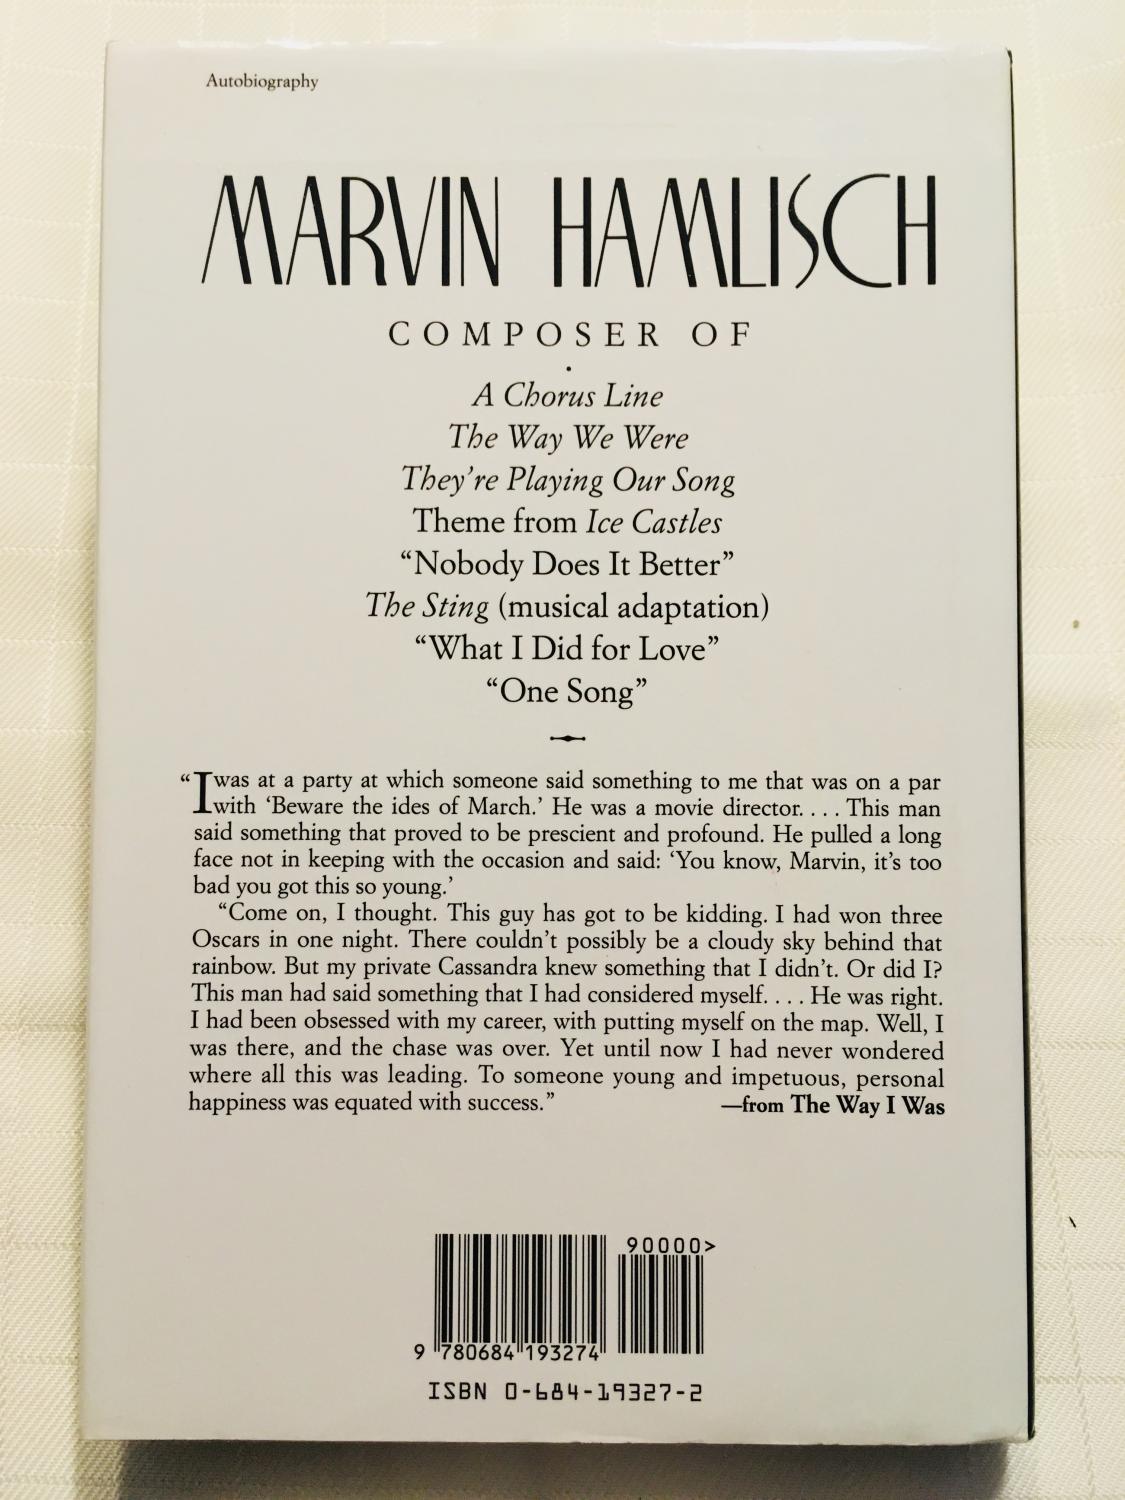 Autobiography
MARVIN HAMLISCH
COMPOSER OF
A Chorus Line
The Way We Were
They're Playing Our Song
Theme from Ice Castles
“Nobody Does It Better”
The Sting (musical adaptation)
“What I Did for Love”
“One Song”
“I was at a party at which someone said something to me that was on a par
with ‘Beware the ides of March.’ He was a movie director. . . . This man
said something that proved to be prescient and profound. He pulled a long
face not in keeping with the occasion and said: ‘You know, Marvin, it's too
bad you got this so young.’
“Come on, I thought. This guy has got to be kidding. I had won three
Oscars in one night. There couldn't possibly be a cloudy sky behind that
rainbow. But my private Cassandra knew something that I didn't. Or did I?
This man had said something that I had considered myself. . . . He was right.
I had been obsessed with my career, with putting myself on the map. Well, I
was there, and the chase was over. Yet until now I had never wondered
where all this was leading. To someone young and impetuous, personal
happiness was equated with success.” —from The Way I Was
90000>
9 780684 193274
ISBN 0-684-19327-2